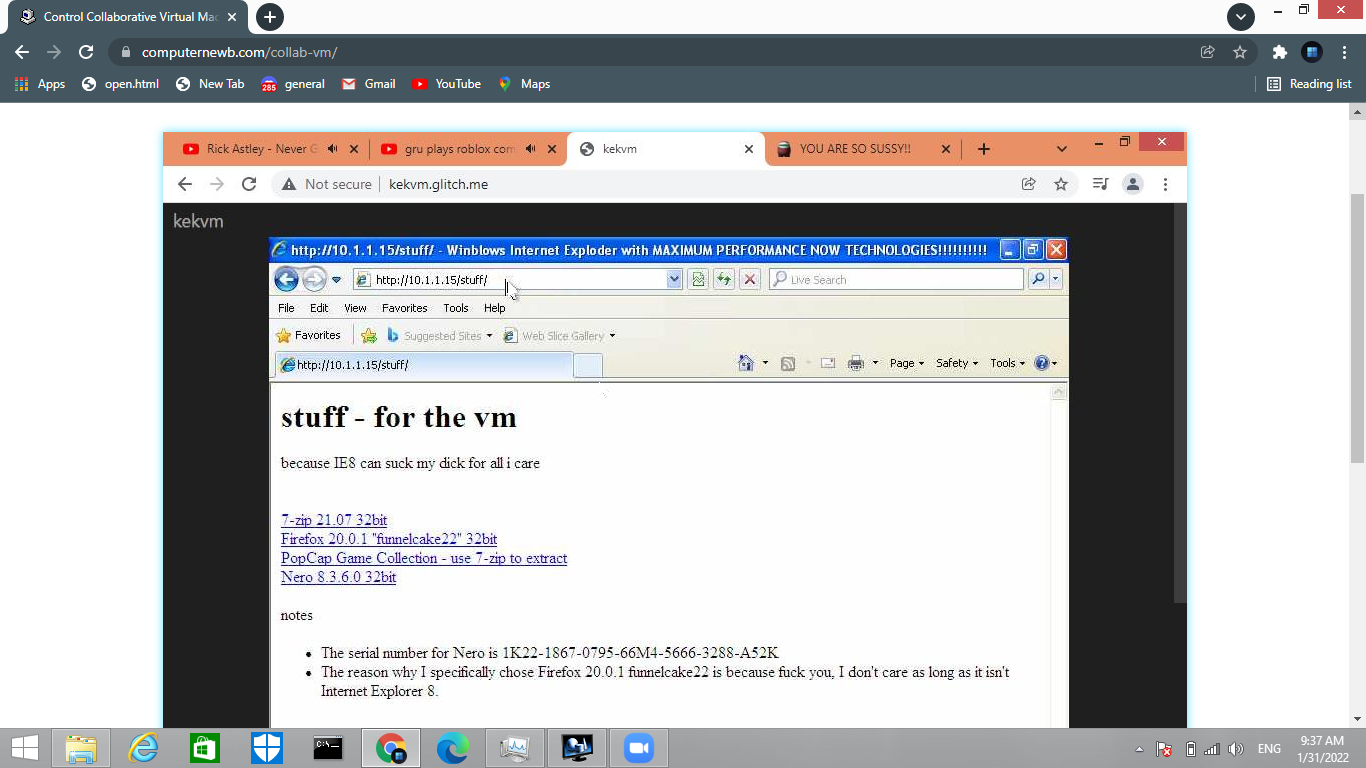 Control Collaborative Virtual Mac
computernewb.com/collab-vm/
Apps open.html New Tab 285 general Gmail YouTube Maps Reading list
Rick Astley - Never G gru plays roblox com kekvm YOU ARE SO SUSSY!!
Not secure kekvm.glitch.me
kekvm
http://10.1.1.15/stuff/ - Winblows Internet Exploder with MAXIMUM PERFORMANCE NOW TECHNOLOGIES!!!!!!!!!!
http://10.1.1.15/stuff/ Live Search
File Edit View Favorites Tools Help
Favorites Suggested Sites Web Slice Gallery
http://10.1.1.15/stuff/ Page Safety Tools
stuff - for the vm
because IE8 can suck my dick for all i care
7-zip 21.07 32bit
Firefox 20.0.1 "funnelcake22" 32bit
PopCap Game Collection - use 7-zip to extract
Nero 8.3.6.0 32bit
notes
• The serial number for Nero is 1K22-1867-0795-66M4-5666-3288-A52K
• The reason why I specifically chose Firefox 20.0.1 funnelcake22 is because fuck you, I don't care as long as it isn't
Internet Explorer 8.
ENG 9:37 AM
1/31/2022